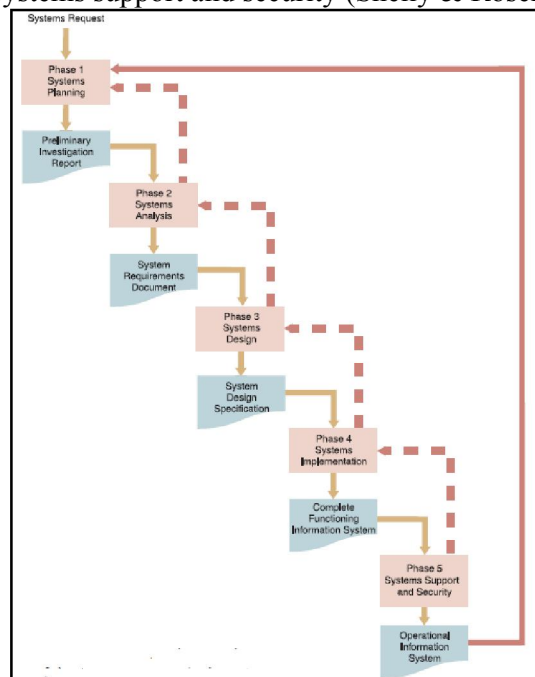 ystems support and security (Shelly & Rosen
Systems Request
Phase 1
Systems
Planning
Preliminary
Investigation
Report
Phase 2
Systems
Analysis
System
Requirements
Document
Phase 3
Systems
Design
System
Design
Specification
Phase 4
Systems
Implementation
Complete
Functioning
Information System
Phase 5
Systems Support
and Security
Operational
Information
System